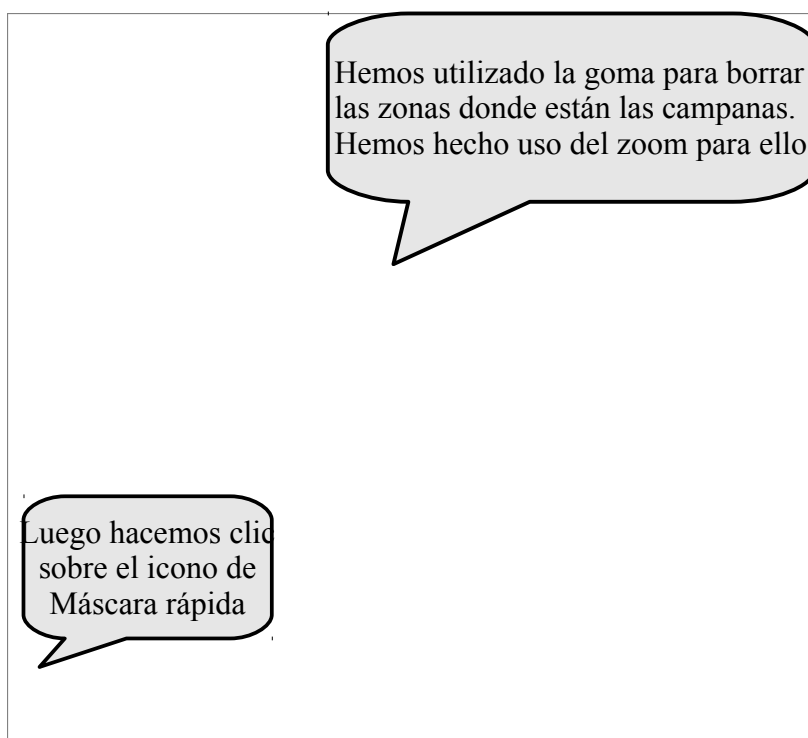 Hemos utilizado la goma para borrar
las zonas donde están las campanas.
Hemos hecho uso del zoom para ello
Luego hacemos clic
sobre el icono de
Máscara rápida